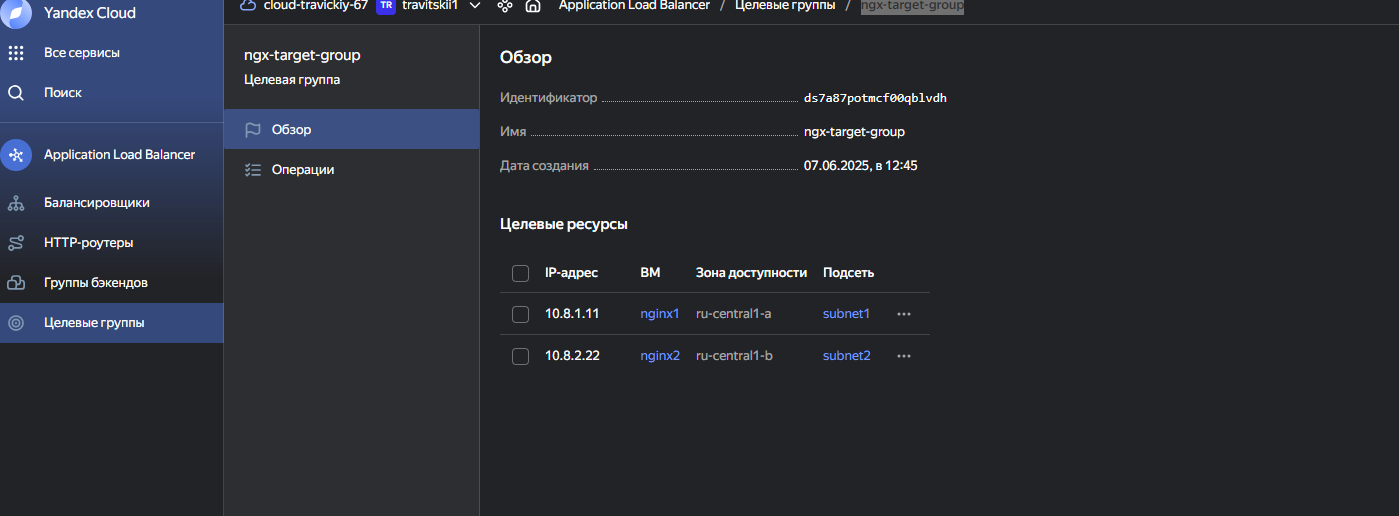 Yandex Cloud
Все сервисы
Поиск
Application Load Balancer
Балансировщики
HTTP-роутеры
Группы бэкендов
Целевые группы
cloud-travickiy-67 TR travitskii1 Application Load Balancer / Целевые группы / ngx-target-group
ngx-target-group
Целевая группа
Обзор
Операции
Обзор
Идентификатор ds7a87potmcf00qblvdh
Имя ngx-target-group
Дата создания 07.06.2025, в 12:45
Целевые ресурсы
IP-адрес ВМ Зона доступности Подсеть
10.8.1.11 nginx1 ru-central1-a subnet1
10.8.2.22 nginx2 ru-central1-b subnet2